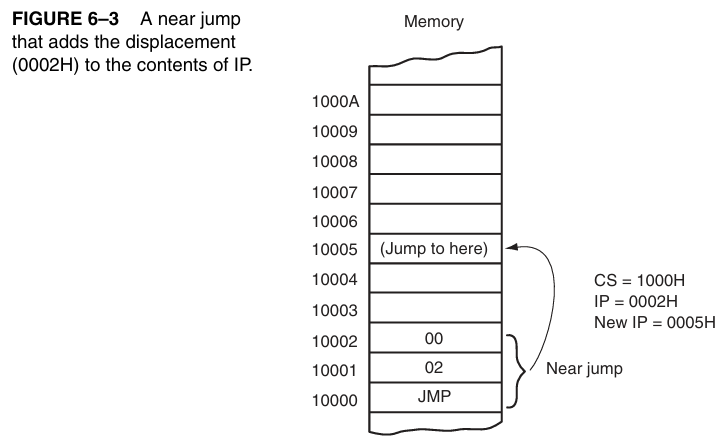 FIGURE 6–3 A near jump
that adds the displacement
(0002H) to the contents of IP.
Memory
1000A
10009
10008
10007
10006
10005 (Jump to here)
10004
10003
10002 00
10001 02
10000 JMP
CS = 1000H
IP = 0002H
New IP = 0005H
Near jump